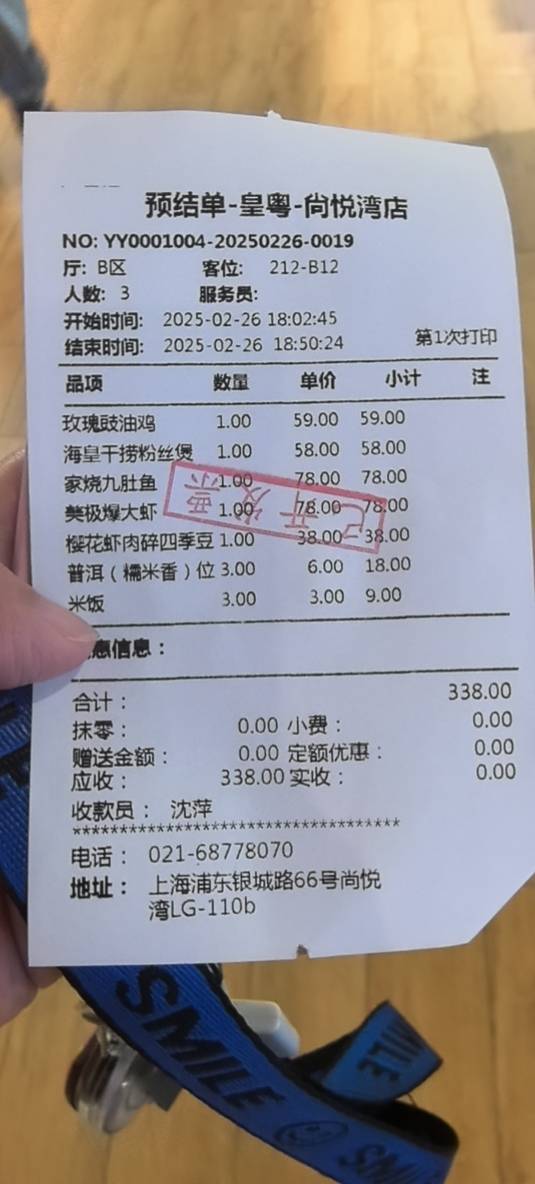 预结单-皇粤-尚悦湾店
NO: YY0001004-20250226-0019
厅: B区 客位: 212-B12
人数: 3 服务员:
开始时间: 2025-02-26 18:02:45
结束时间: 2025-02-26 18:50:24 第1次打印
品项 数量 单价 小计 注
玫瑰豉油鸡 1.00 59.00 59.00
海皇干捞粉丝煲 1.00 58.00 58.00
家烧九肚鱼 1.00 78.00 78.00
美极爆大虾 1.00 78.00 78.00
樱花虾肉碎四季豆 1.00 38.00 38.00
普洱（糯米香）位 3.00 6.00 18.00
米饭 3.00 3.00 9.00
已开发票
惠信息：
合计： 338.00
抹零： 0.00 小费： 0.00
赠送金额： 0.00 定额优惠： 0.00
应收： 338.00 实收： 0.00
收款员： 沈萍
************************************
电话： 021-68778070
地址： 上海浦东银城路66号尚悦
湾LG-110b
SMILE
SMILE